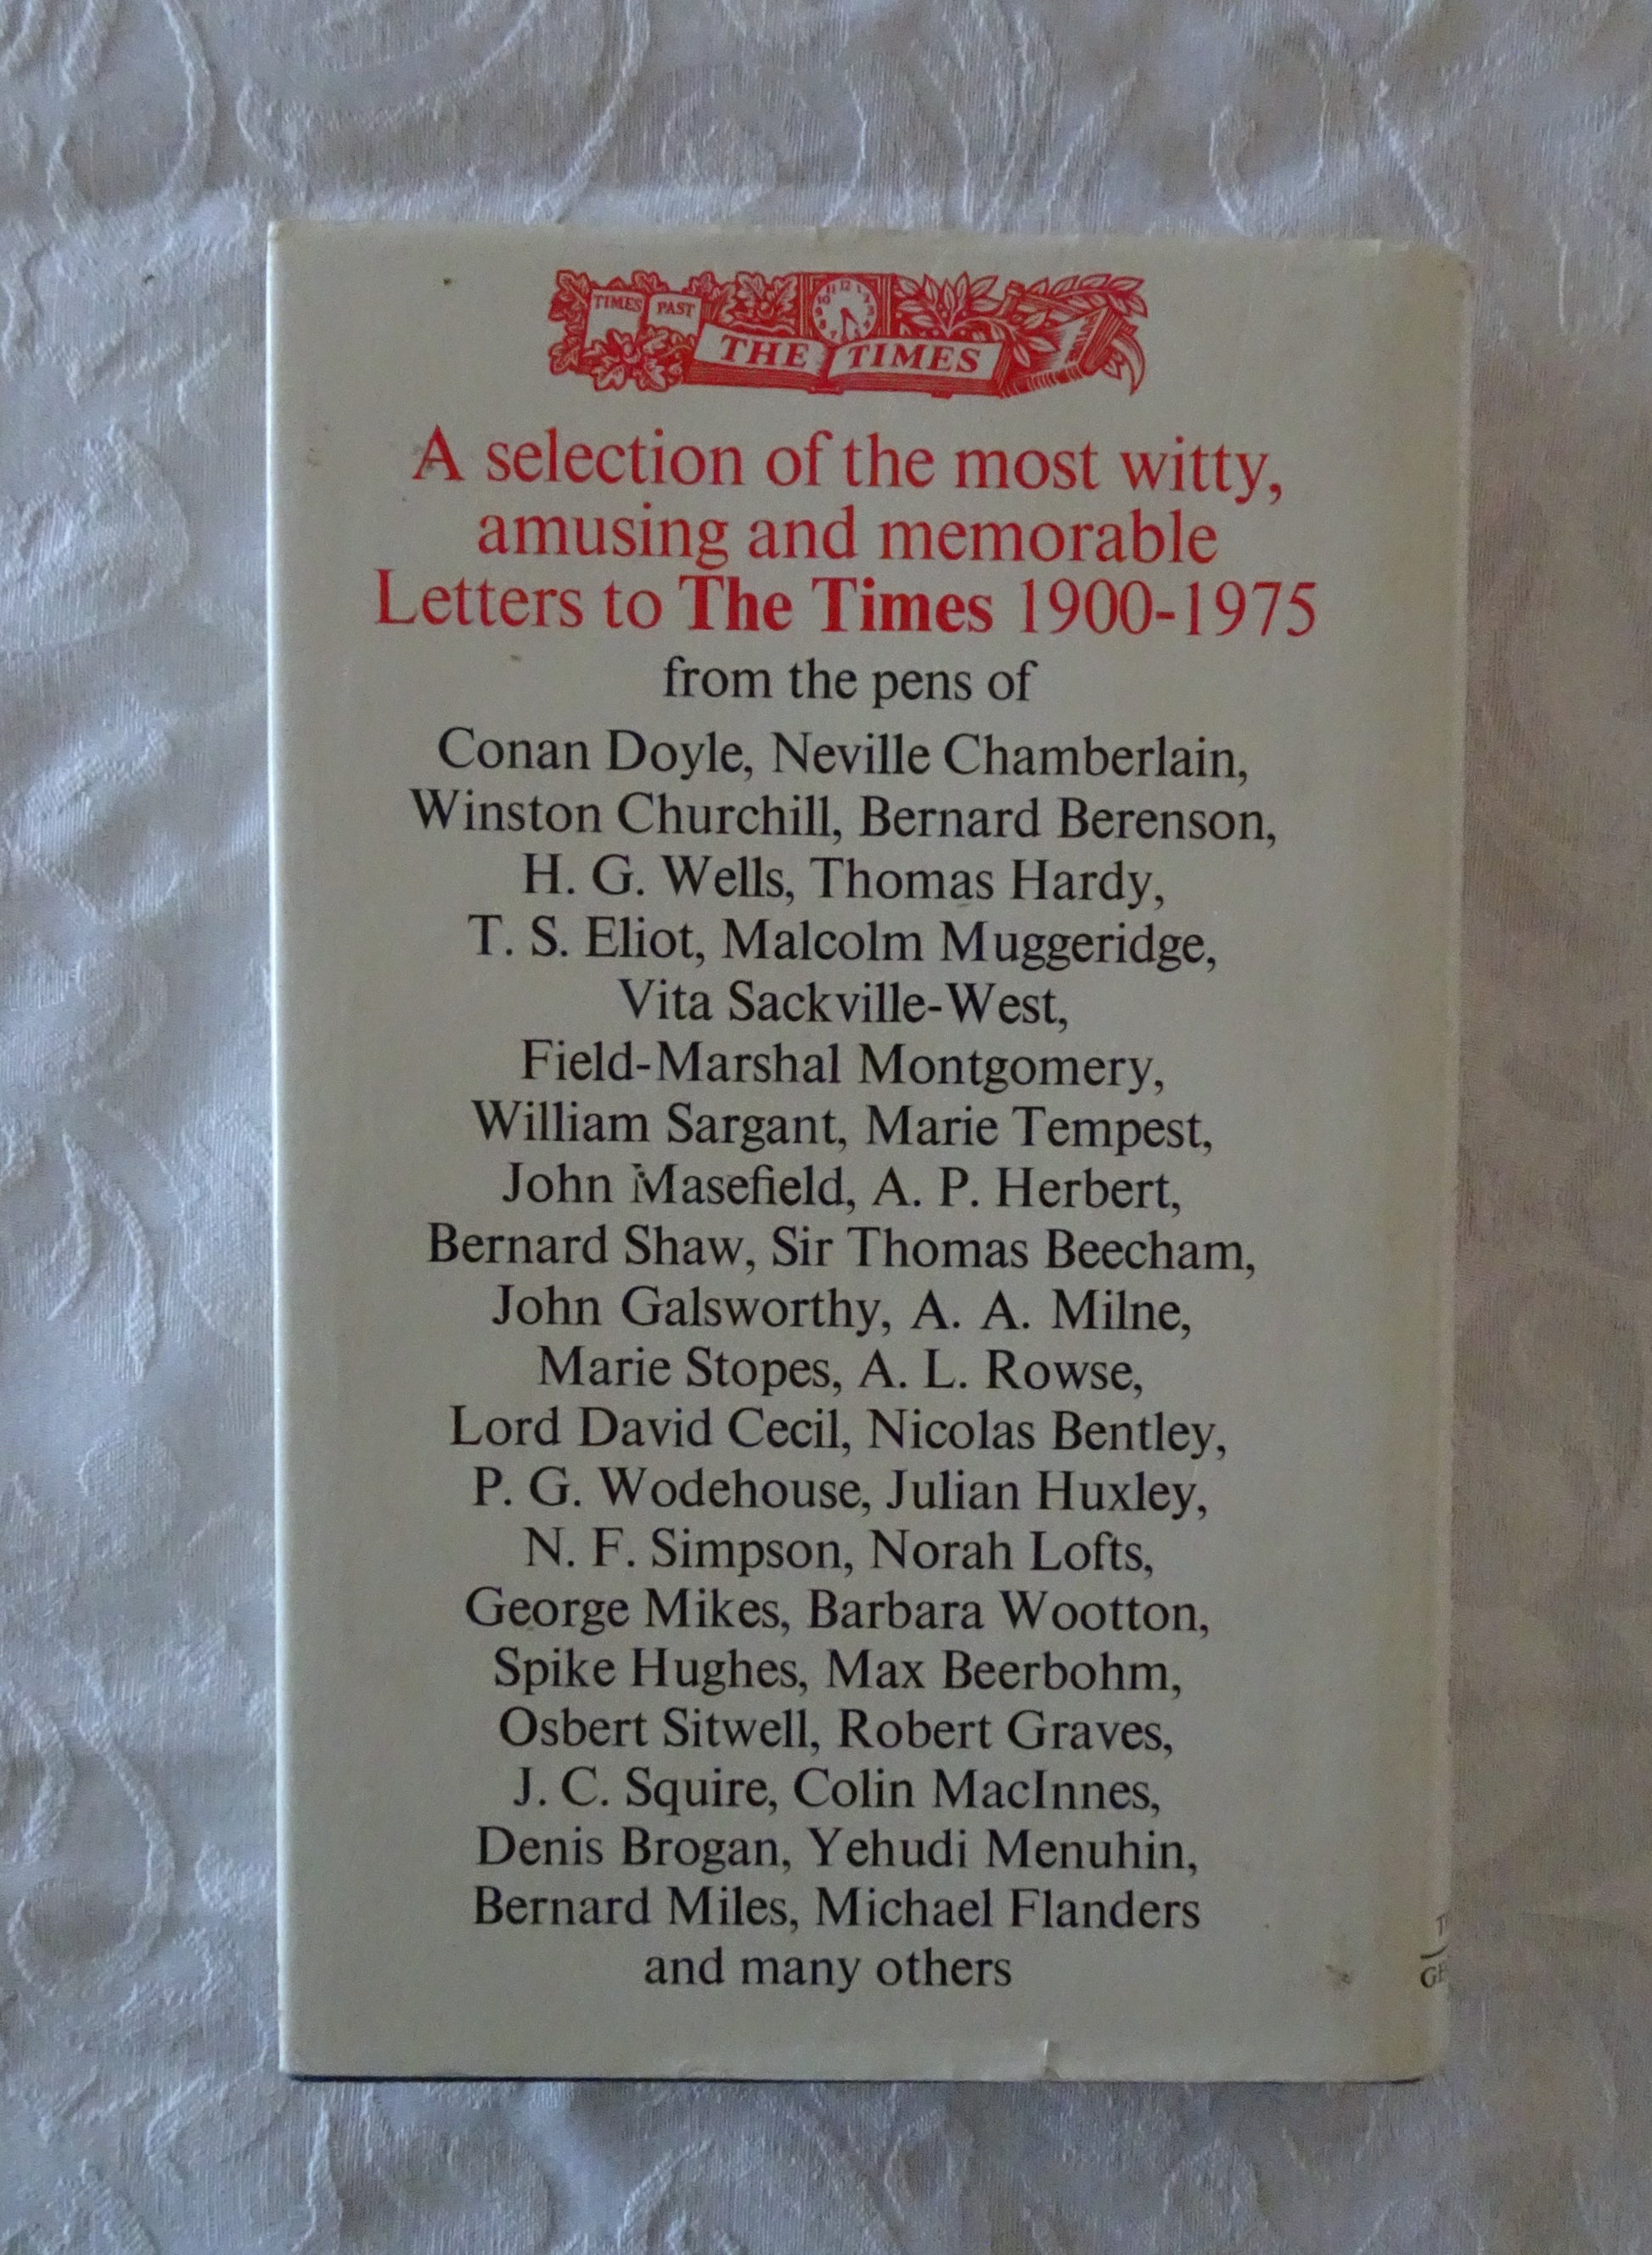 TIMES PAST
THE TIMES
A selection of the most witty,
amusing and memorable
Letters to The Times 1900-1975
from the pens of
Conan Doyle, Neville Chamberlain,
Winston Churchill, Bernard Berenson,
H. G. Wells, Thomas Hardy,
T. S. Eliot, Malcolm Muggeridge,
Vita Sackville-West,
Field-Marshal Montgomery,
William Sargant, Marie Tempest,
John Masefield, A. P. Herbert,
Bernard Shaw, Sir Thomas Beecham,
John Galsworthy, A. A. Milne,
Marie Stopes, A. L. Rowse,
Lord David Cecil, Nicolas Bentley,
P. G. Wodehouse, Julian Huxley,
N. F. Simpson, Norah Lofts,
George Mikes, Barbara Wootton,
Spike Hughes, Max Beerbohm,
Osbert Sitwell, Robert Graves,
J. C. Squire, Colin MacInnes,
Denis Brogan, Yehudi Menuhin,
Bernard Miles, Michael Flanders
and many others